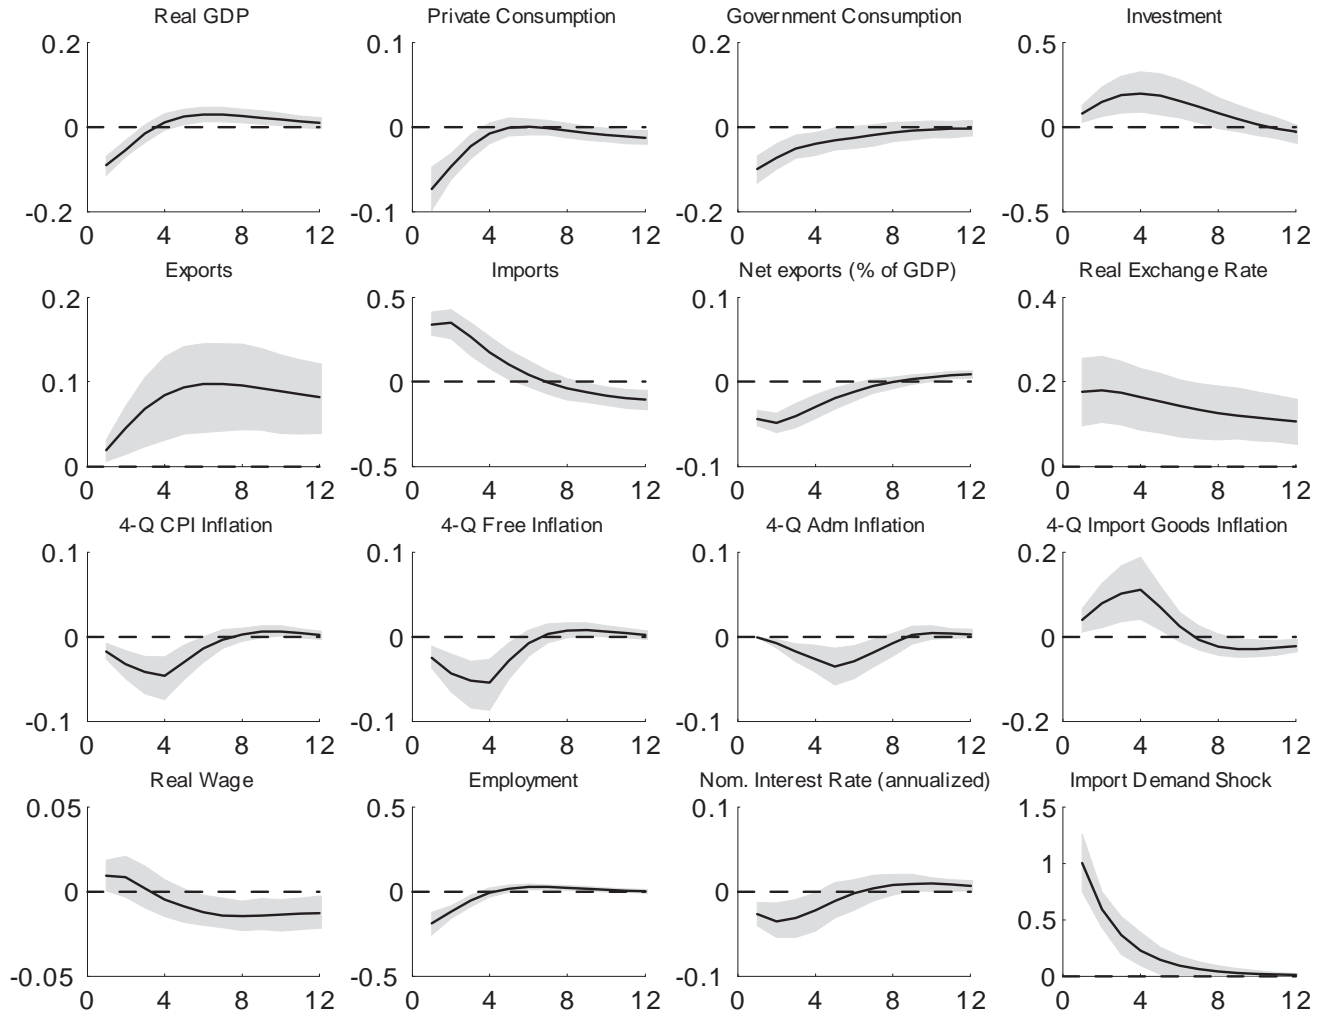 Real GDP Private Consumption Government Consumption Investment
0.2 0.1 0.2 0.5
0 0 0 0
-0.2 -0.1 -0.2 -0.5
0 4 8 12 0 4 8 12 0 4 8 12 0 4 8 12
Exports Imports Net exports (% of GDP) Real Exchange Rate
0.2 0.5 0.1 0.4
0.1 0 0 0.2
0 -0.5 -0.1 0
0 4 8 12 0 4 8 12 0 4 8 12 0 4 8 12
4-Q CPI Inflation 4-Q Free Inflation 4-Q Adm Inflation 4-Q Import Goods Inflation
0.1 0.1 0.1 0.2
0 0 0 0
-0.1 -0.1 -0.1 -0.2
0 4 8 12 0 4 8 12 0 4 8 12 0 4 8 12
Real Wage Employment Nom. Interest Rate (annualized) Import Demand Shock
0.05 0.5 0.1 1.5
1
0 0 0
0.5
-0.05 -0.5 -0.1 0
0 4 8 12 0 4 8 12 0 4 8 12 0 4 8 12